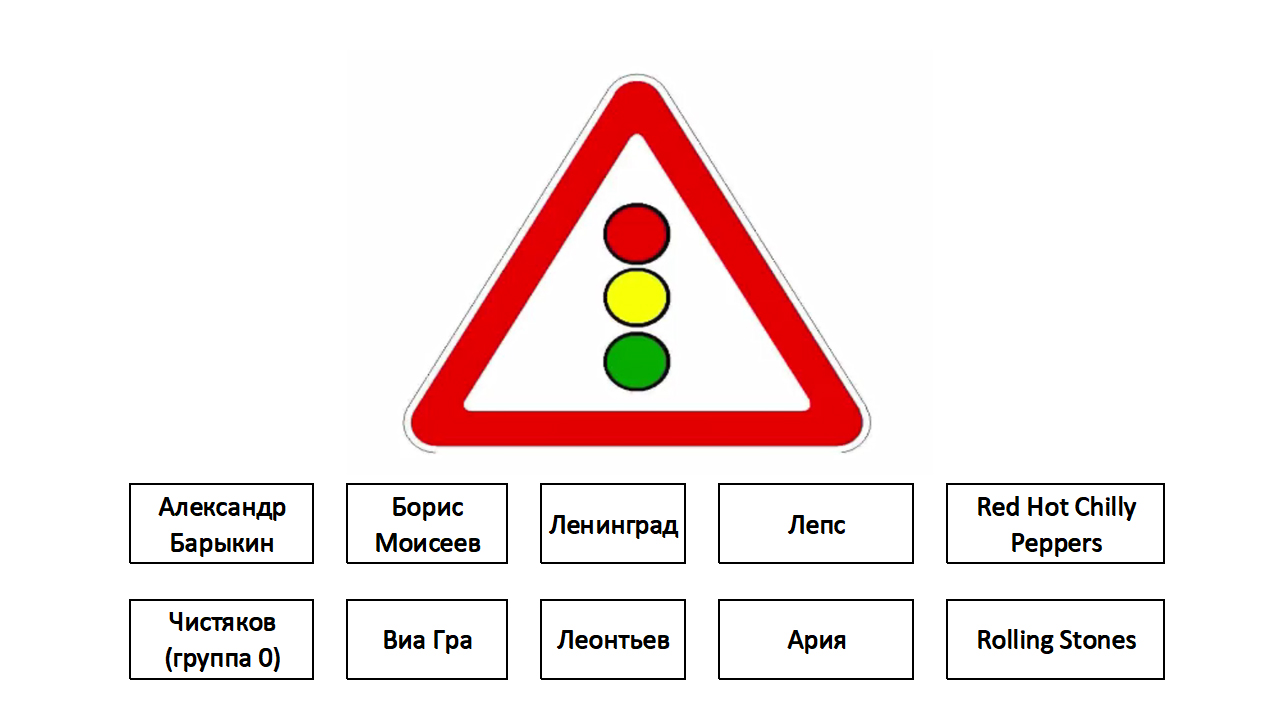 Александр
Барыкин
Борис
Моисеев
Ленинград
Лепс
Red Hot Chilly
Peppers
Чистяков
(группа 0)
Виа Гра
Леонтьев
Ария
Rolling Stones